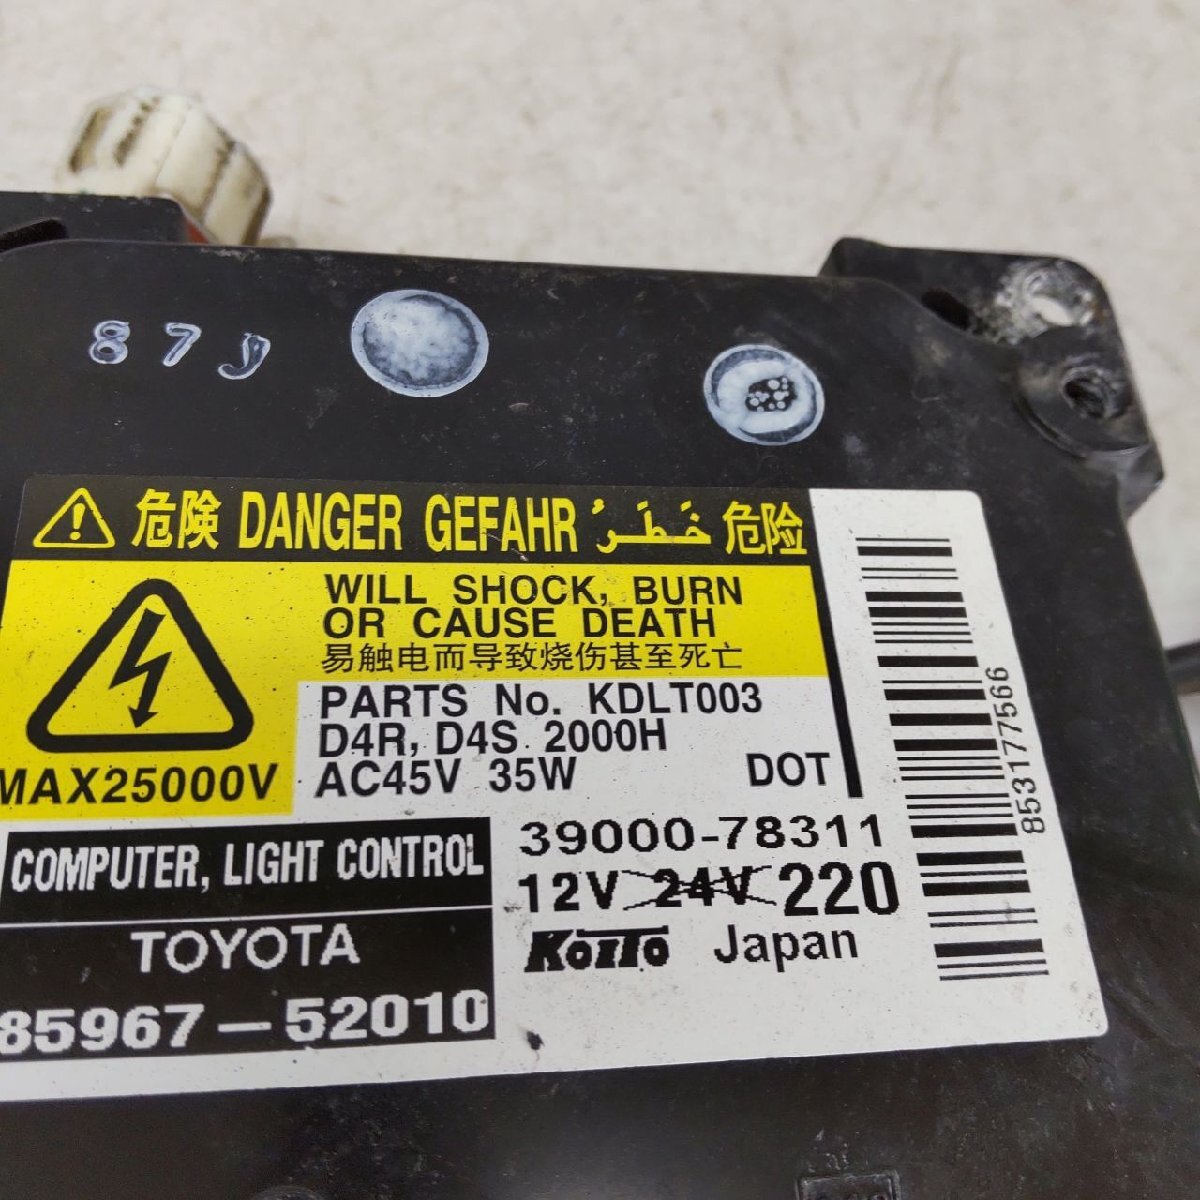 87J
危険 DANGER GEFAHR خَطَرٌ 危险
WILL SHOCK, BURN
OR CAUSE DEATH
易触电而导致烧伤甚至死亡
MAX25000V
PARTS No. KDLT003
D4R, D4S 2000H
AC45V 35W DOT
8531775​66
COMPUTER, LIGHT CONTROL
TOYOTA
85967-52010
39000-78311
12V 24V 220
KOITO Japan